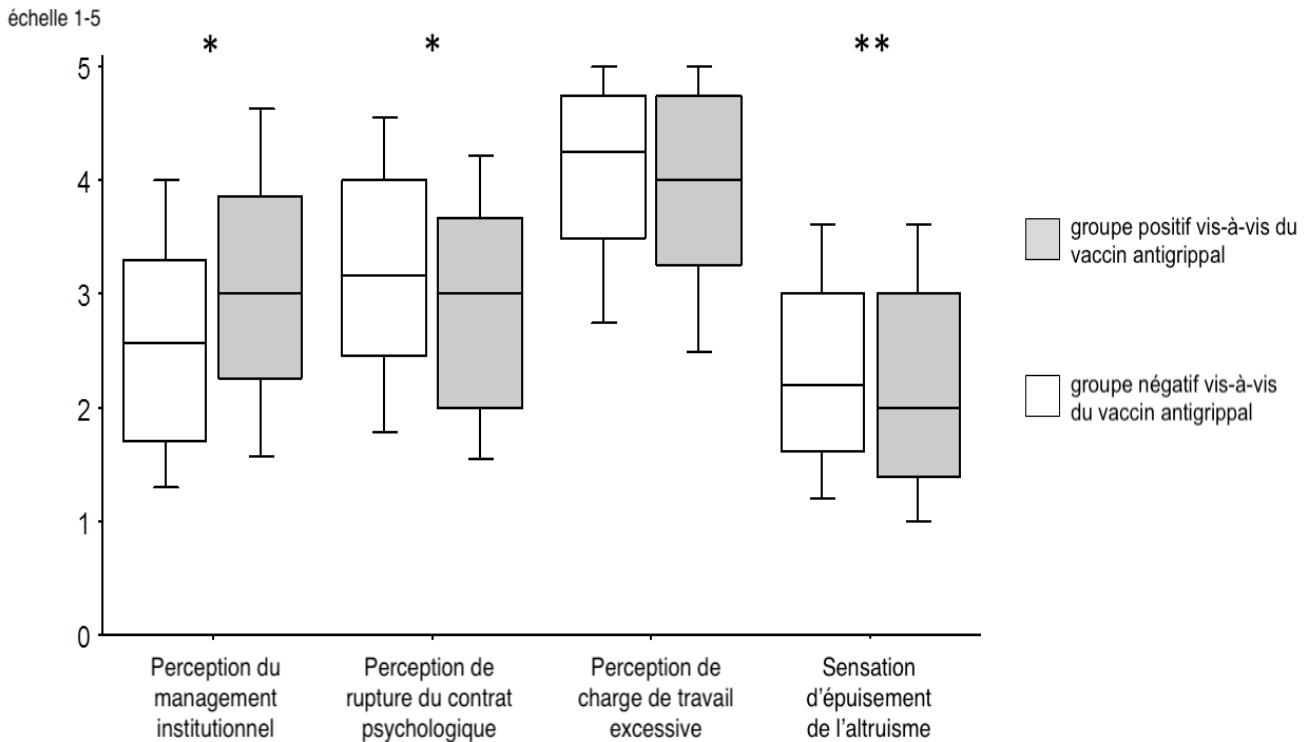 échelle 1-5
* * **
5
4
3
2
1
0
groupe positif vis-à-vis du
vaccin antigrippal
groupe négatif vis-à-vis
du vaccin antigrippal
Perception du
management
institutionnel
Perception de
rupture du contrat
psychologique
Perception de
charge de travail
excessive
Sensation
d'épuisement
de l'altruisme